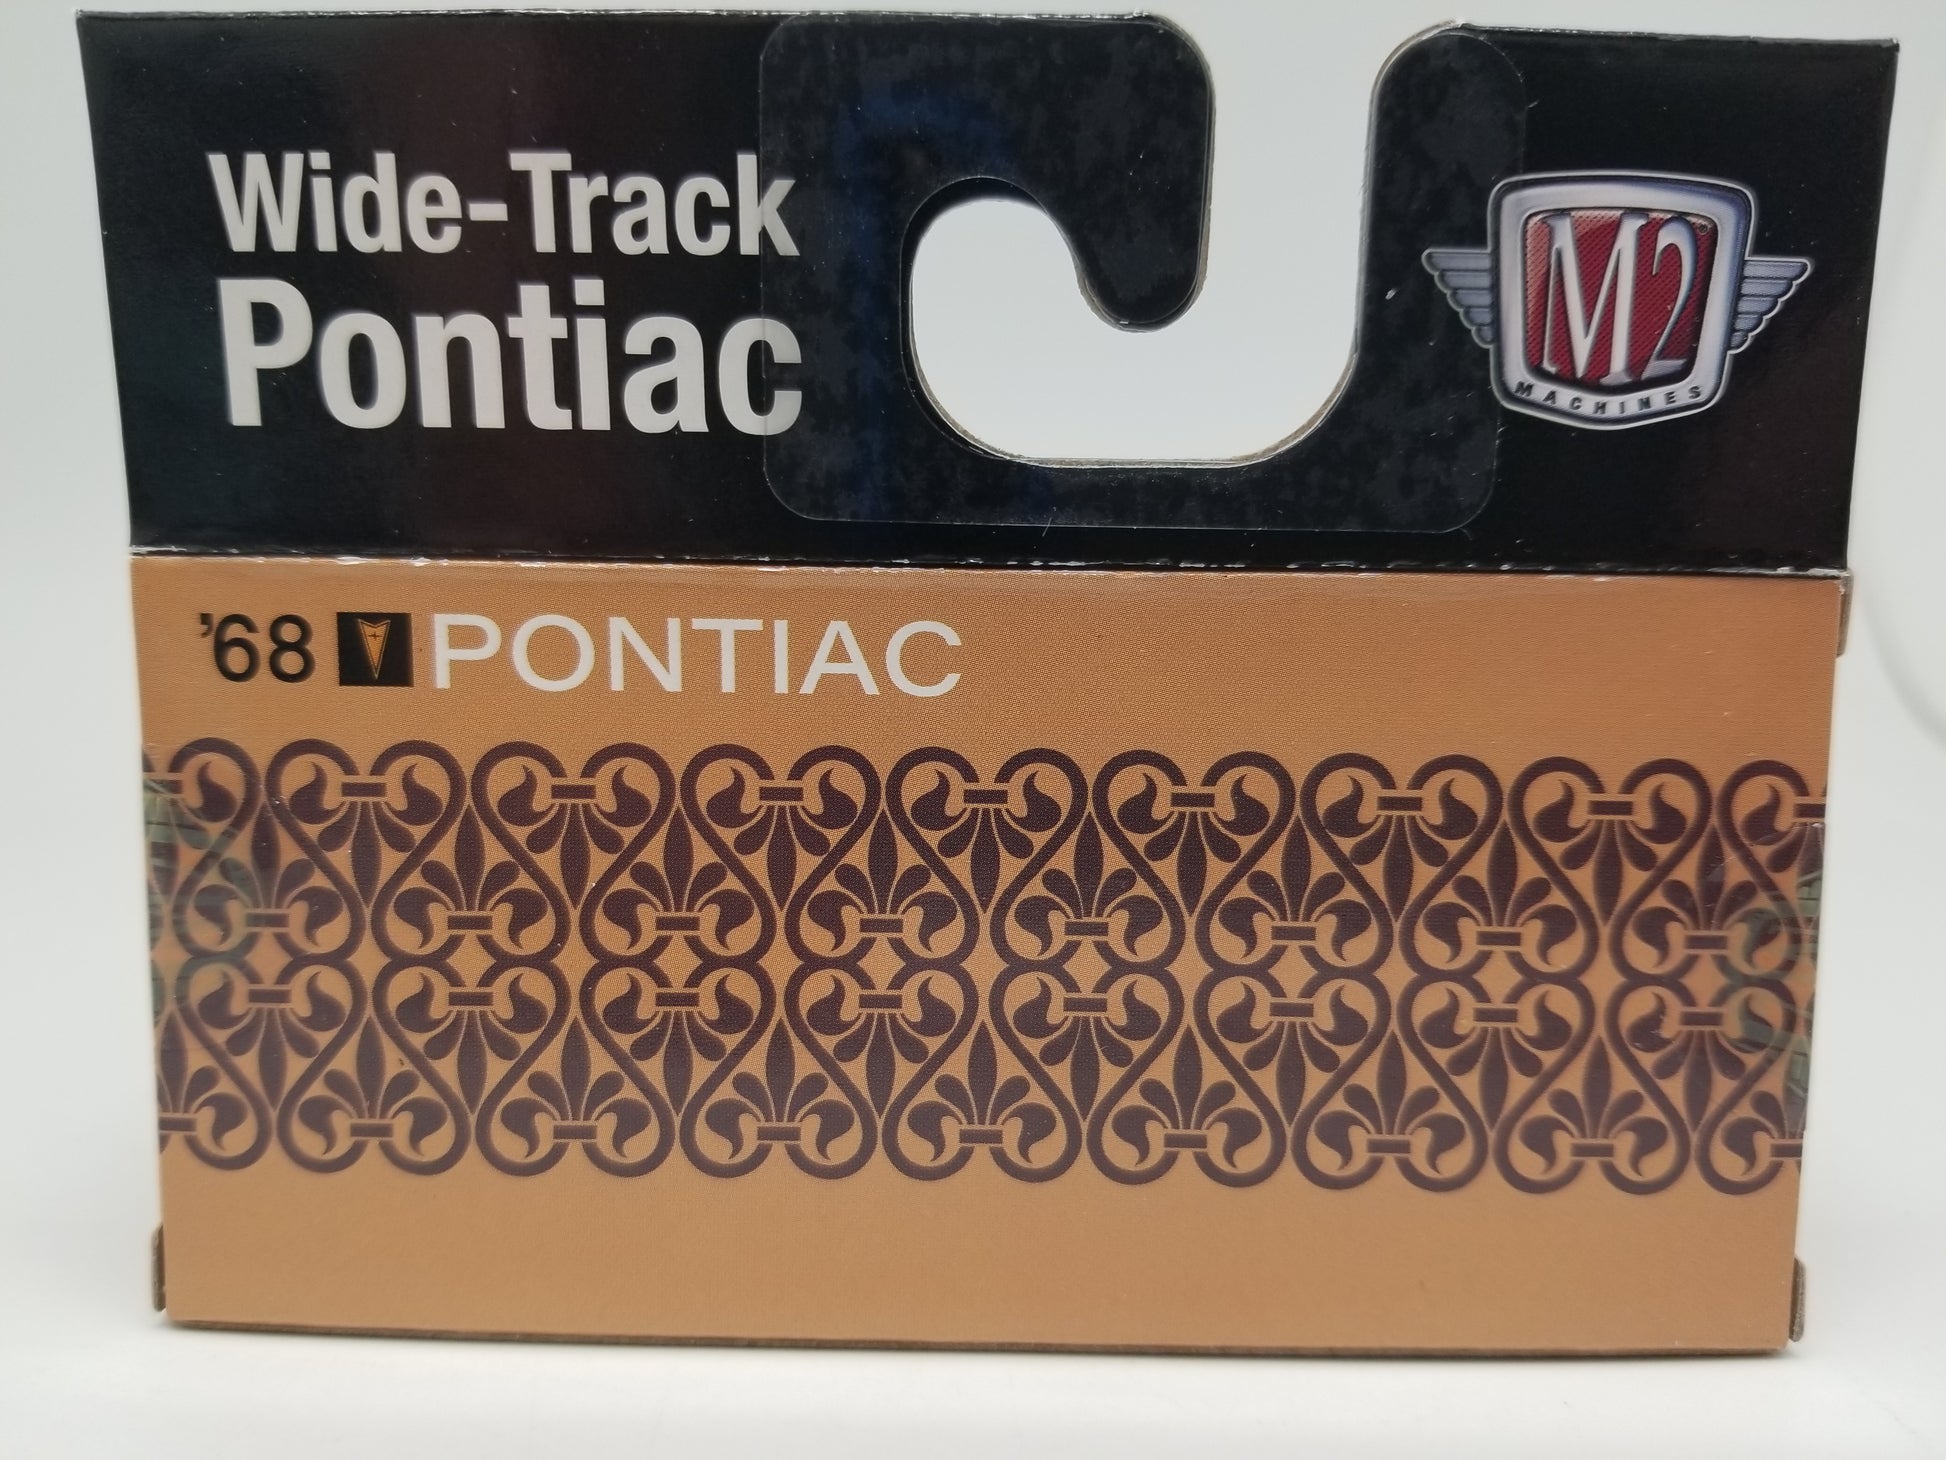 Wide-Track
Pontiac
M2
MACHINES
'68 PONTIAC